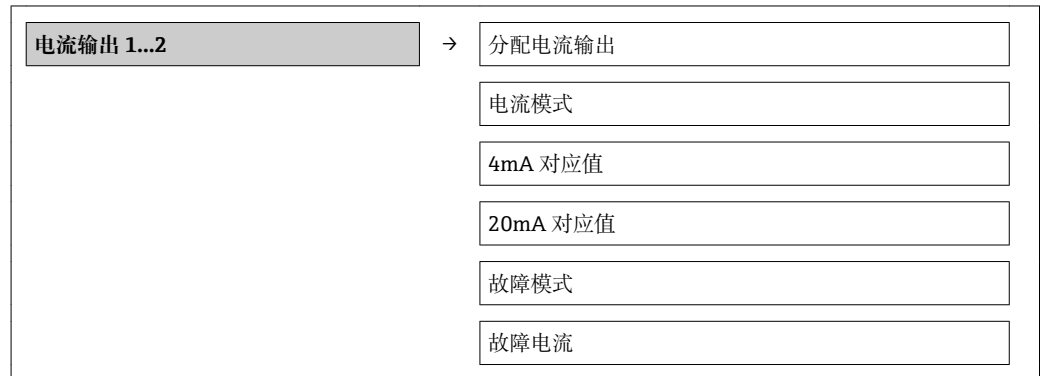 电流输出 1...2 → 分配电流输出
电流模式
4mA 对应值
20mA 对应值
故障模式
故障电流